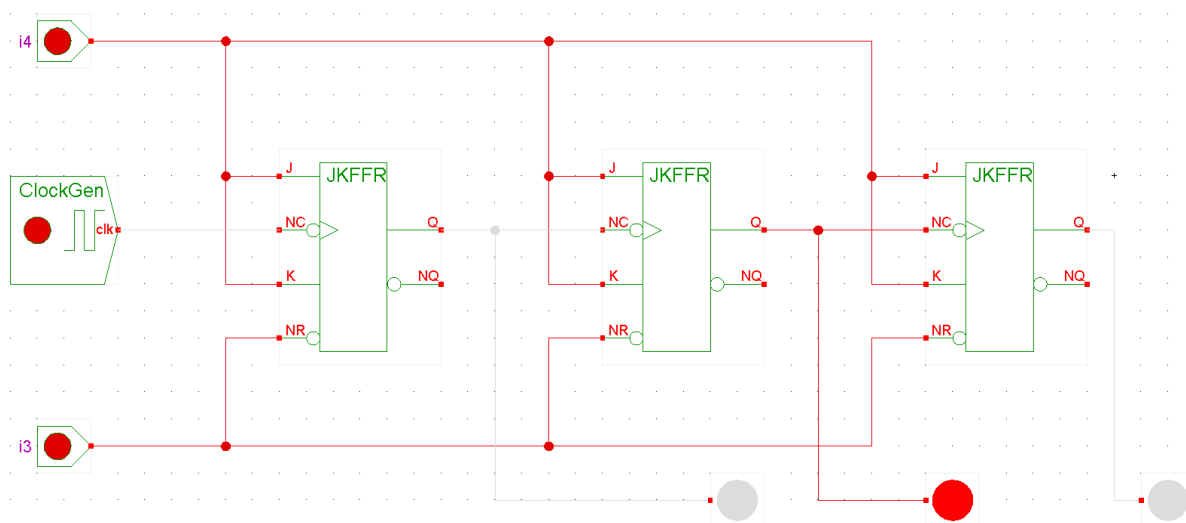 i4
J
JKFFR
J
JKFFR
J
JKFFR
ClockGen
clk
NC
Q
NC
Q
NC
Q
K
NQ
K
NQ
K
NQ
NR
NR
NR
i3